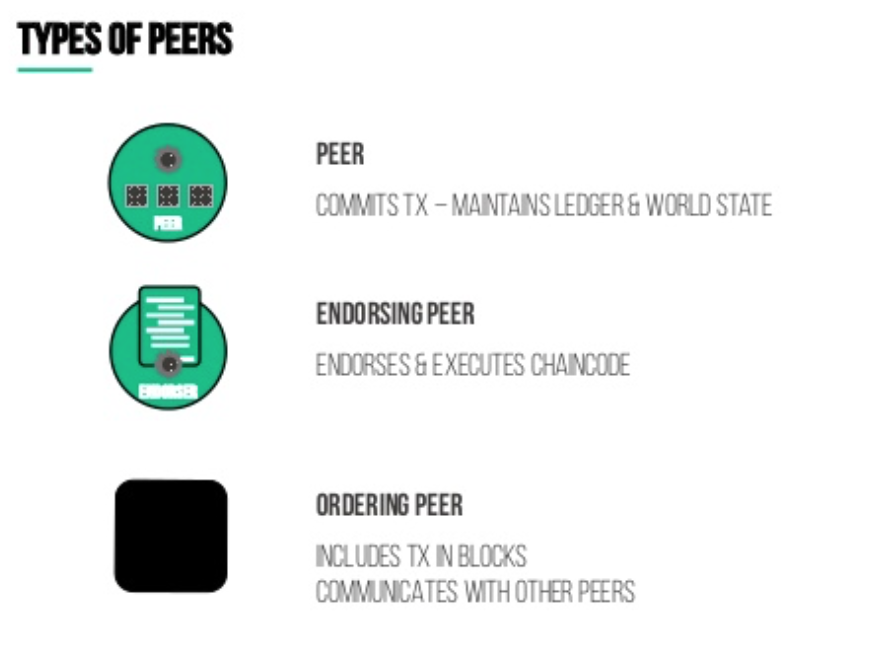 TYPES OF PEERS
PEER
COMMITS TX – MAINTAINS LEDGER & WORLD STATE
PEER
ENDORSING PEER
ENDORSES & EXECUTES CHAINCODE
ENDORSER
ORDERING PEER
INCLUDES TX IN BLOCKS
COMMUNICATES WITH OTHER PEERS